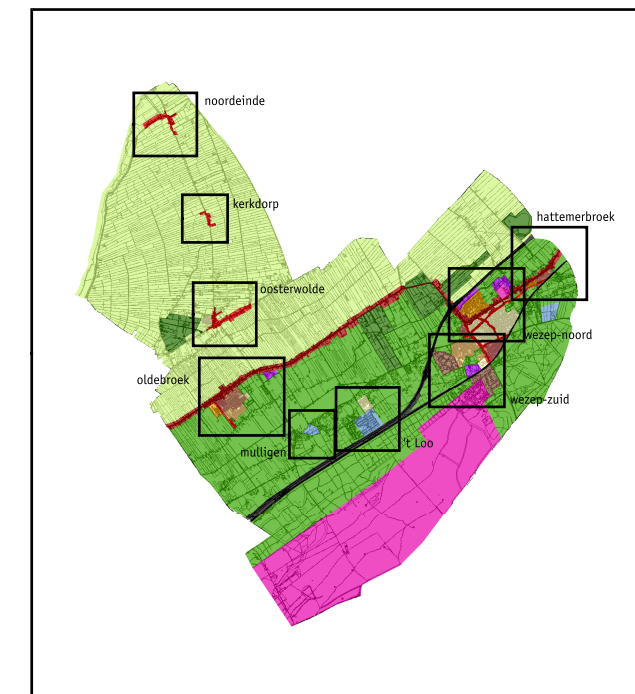 noordeinde
kerkdorp
hattemerbroek
oosterwolde
wezep-noord
oldebroek
wezep-zuid
't Loo
mulligen